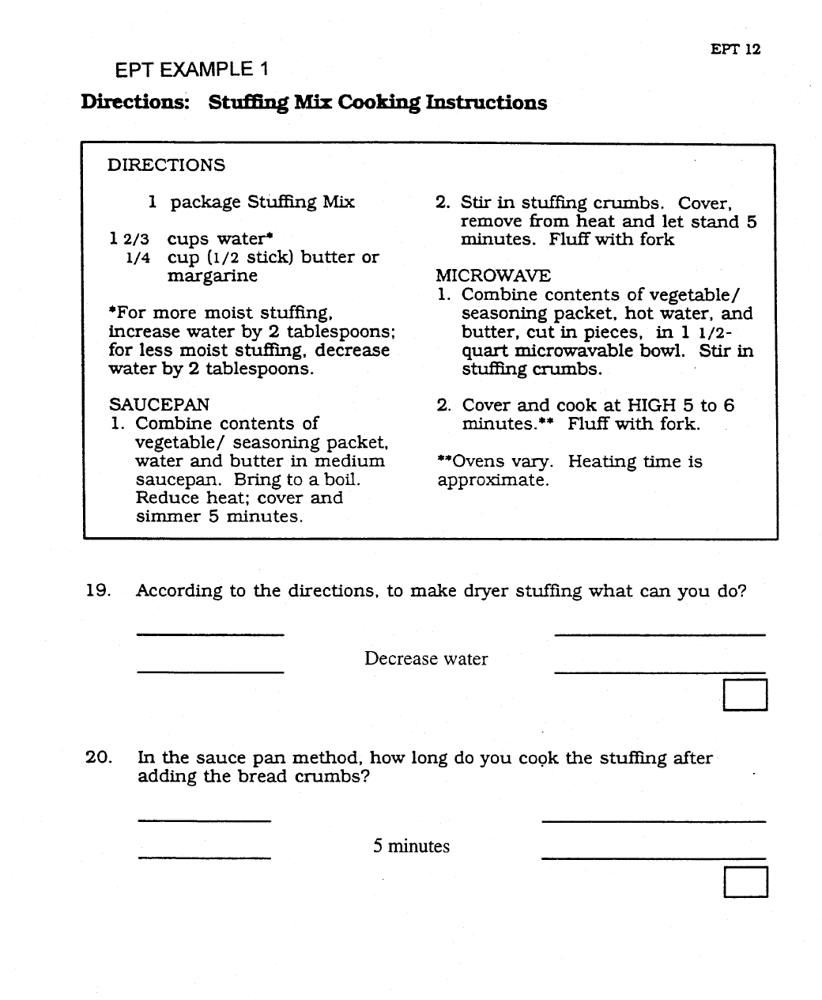 EPT 12
EPT EXAMPLE 1
Directions: Stuffing Mix Cooking Instructions
DIRECTIONS
1 package Stuffing Mix
1 2/3 cups water*
1/4 cup (1/2 stick) butter or
margarine
*For more moist stuffing,
increase water by 2 tablespoons;
for less moist stuffing, decrease
water by 2 tablespoons.
SAUCEPAN
1. Combine contents of
vegetable/ seasoning packet,
water and butter in medium
saucepan. Bring to a boil.
Reduce heat; cover and
simmer 5 minutes.
2. Stir in stuffing crumbs. Cover,
remove from heat and let stand 5
minutes. Fluff with fork
MICROWAVE
1. Combine contents of vegetable/
seasoning packet, hot water, and
butter, cut in pieces, in 1 1/2-
quart microwavable bowl. Stir in
stuffing crumbs.
2. Cover and cook at HIGH 5 to 6
minutes.** Fluff with fork.
**Ovens vary. Heating time is
approximate.
19. According to the directions, to make dryer stuffing what can you do?
Decrease water
20. In the sauce pan method, how long do you cook the stuffing after
adding the bread crumbs?
5 minutes